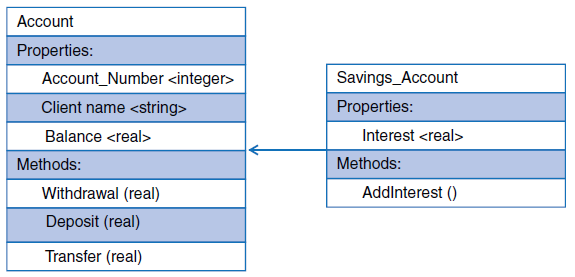 Account
Properties:
Account_Number <integer>
Client name <string>
Balance <real>
Methods:
Withdrawal (real)
Deposit (real)
Transfer (real)
Savings_Account
Properties:
Interest <real>
Methods:
AddInterest ()